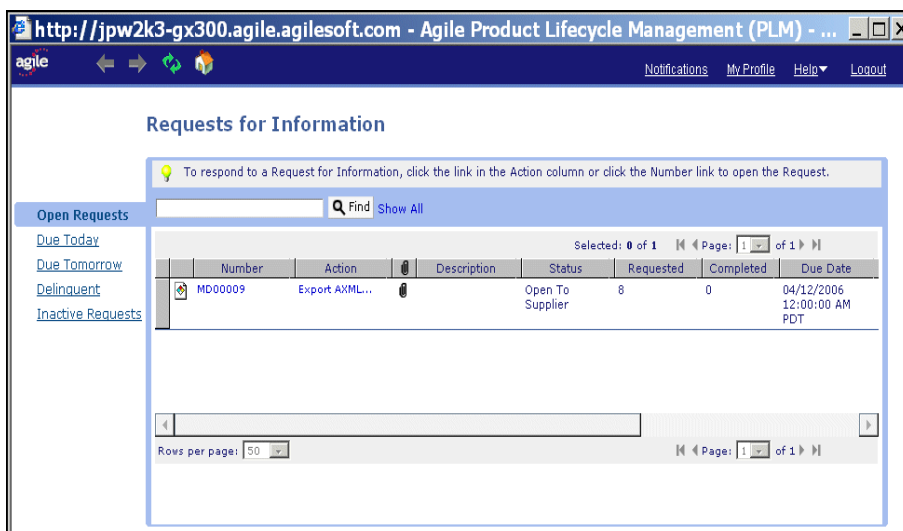 http://jpw2k3-gx300.agile.agilesoft.com - Agile Product Lifecycle Management (PLM) - ...
agile
Notifications My Profile Help▾ Logout
Requests for Information
To respond to a Request for Information, click the link in the Action column or click the Number link to open the Request.
Find Show All
Open Requests
Due Today
Due Tomorrow
Delinquent
Inactive Requests
Selected: 0 of 1 Page: 1 of 1
Number Action Description Status Requested Completed Due Date
MD00009 Export AXML... Open To 8 0 04/12/2006
Supplier 12:00:00 AM
PDT
Rows per page: 50 Page: 1 of 1